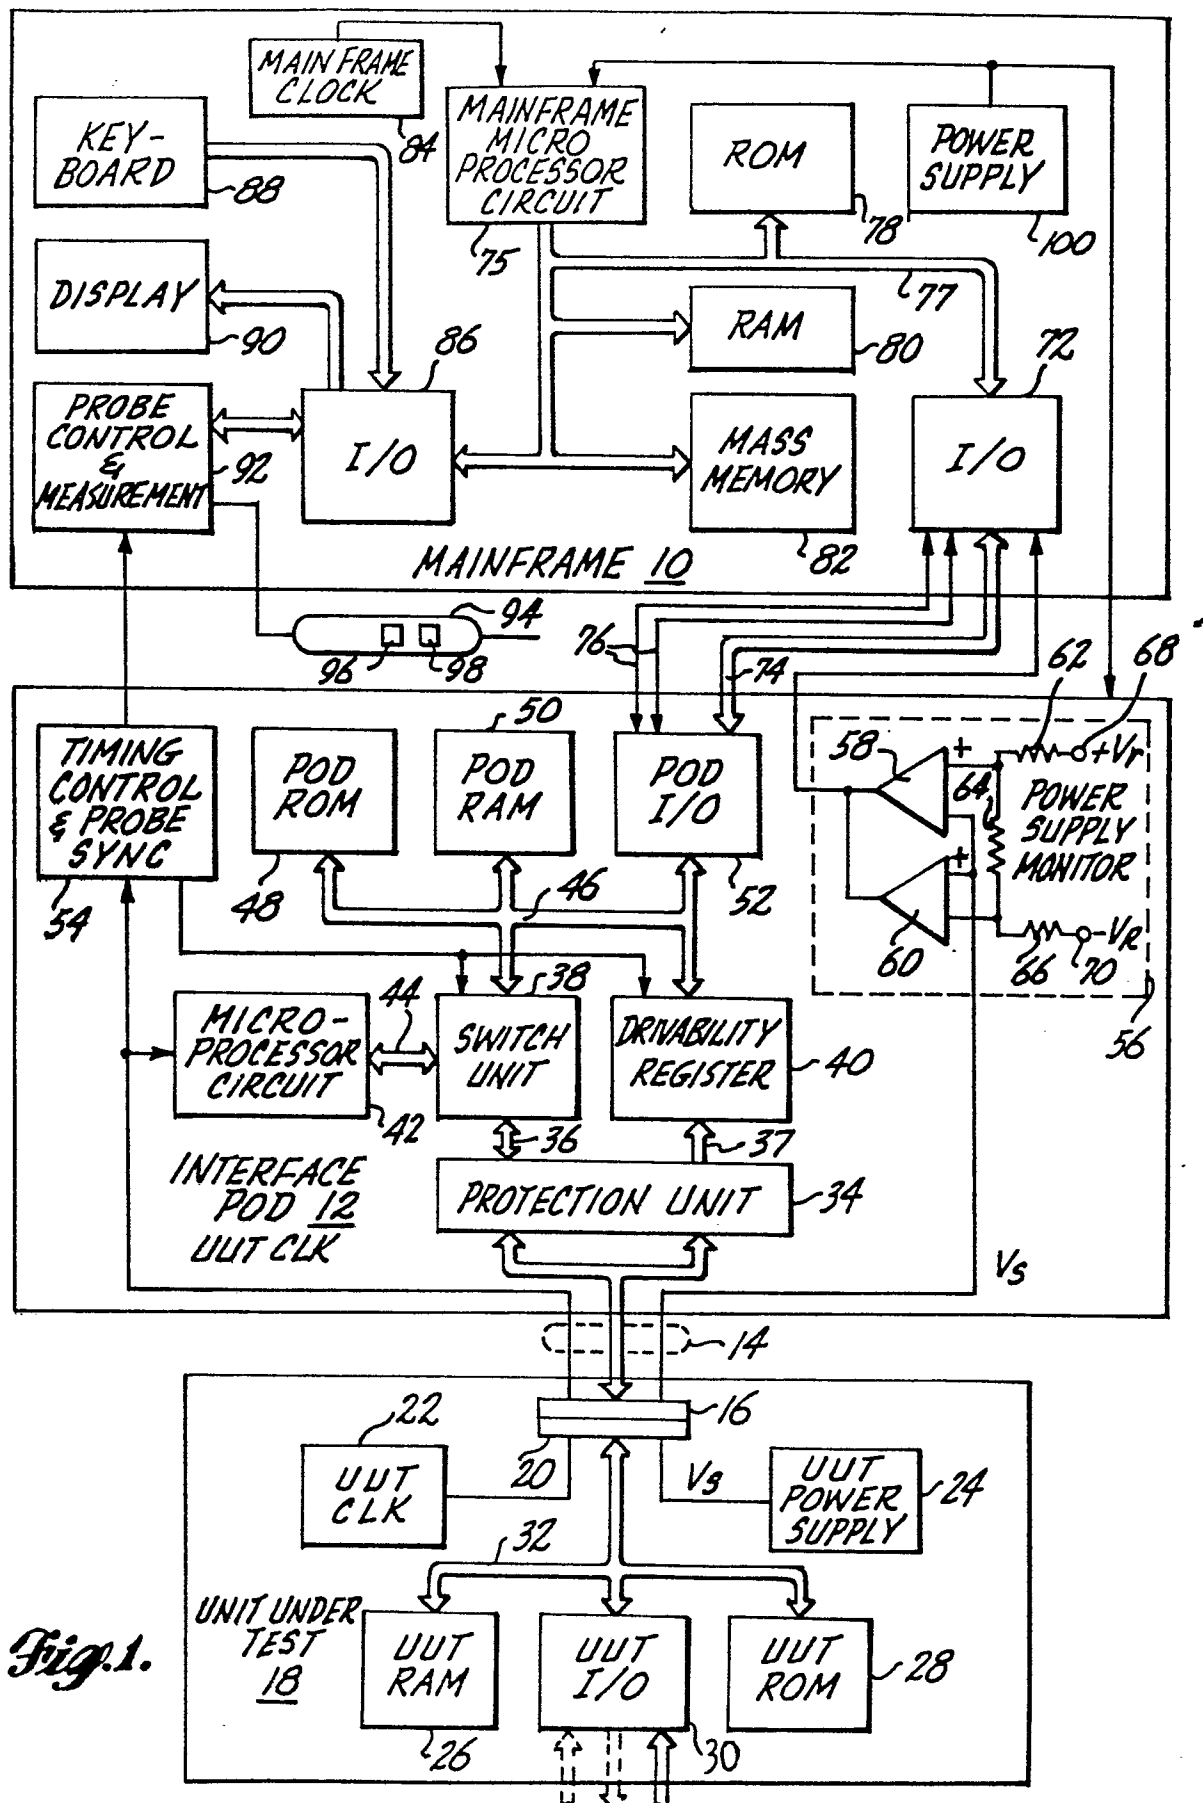 MAIN FRAME
CLOCK
84
KEY-
BOARD
88
MAINFRAME
MICRO
PROCESSOR
CIRCUIT
75
ROM
78
POWER
SUPPLY
100
77
DISPLAY
90
86
RAM
80
72
PROBE
CONTROL
&
MEASUREMENT
92
I/O
MASS
MEMORY
82
I/O
MAINFRAME 10
94
96
98
76
74
62
68
TIMING
CONTROL
& PROBE
SYNC
54
POD
ROM
48
50
POD
RAM
POD
I/O
52
58
+
64
+Vr
POWER
SUPPLY
MONITOR
+
60
66
70
-VR
56
46
44
38
MICRO-
PROCESSOR
CIRCUIT
42
SWITCH
UNIT
DRIVABILITY
REGISTER
40
36
37
INTERFACE
POD 12
UUT CLK
PROTECTION UNIT
34
Vs
14
16
20
22
UUT
CLK
Vs
UUT
POWER
SUPPLY
24
32
UNIT UNDER
TEST
18
UUT
RAM
26
UUT
I/O
30
UUT
ROM
28
Fig.1.